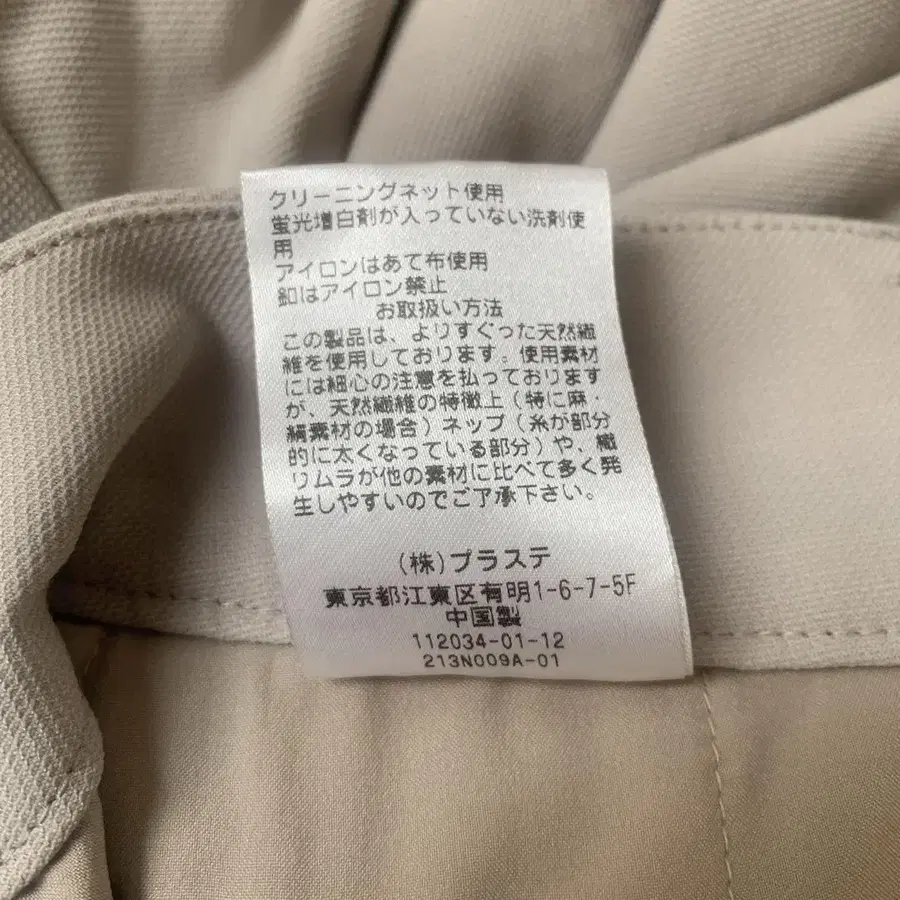 クリーニングネット使用
蛍光増白剤が入っていない洗剤使
用
アイロンはあて布使用
釦はアイロン禁止
お取扱い方法
この製品は、よりすぐった天然繊
維を使用しております。使用素材
には細心の注意を払っております
が、天然繊維の特徴上（特に麻・
絹素材の場合）ネップ（糸が部分
的に太くなっている部分）や、織
リムラが他の素材に比べて多く発
生しやすいのでご了承下さい。
(株)プラステ
東京都江東区有明1-6-7-5F
中国製
112034-01-12
213N009A-01